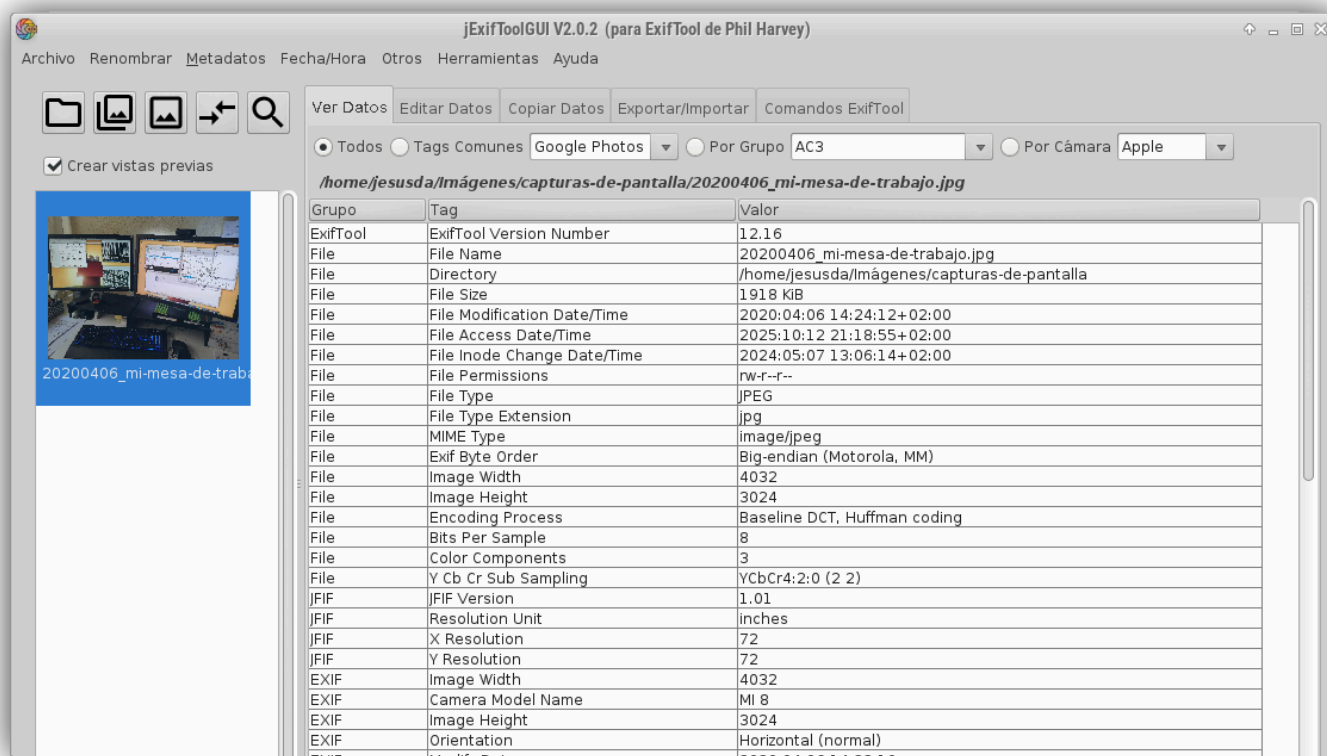 jExifToolGUI V2.0.2 (para ExifTool de Phil Harvey)
Archivo Renombrar Metadatos Fecha/Hora Otros Herramientas Ayuda
Ver Datos Editar Datos Copiar Datos Exportar/Importar Comandos ExifTool
Todos Tags Comunes Google Photos Por Grupo AC3 Por Cámara Apple
Crear vistas previas
/home/jesusda/Imágenes/capturas-de-pantalla/20200406_mi-mesa-de-trabajo.jpg
20200406_mi-mesa-de-traba
Grupo Tag Valor
ExifTool ExifTool Version Number 12.16
File File Name 20200406_mi-mesa-de-trabajo.jpg
File Directory /home/jesusda/Imágenes/capturas-de-pantalla
File File Size 1918 KiB
File File Modification Date/Time 2020:04:06 14:24:12+02:00
File File Access Date/Time 2025:10:12 21:18:55+02:00
File File Inode Change Date/Time 2024:05:07 13:06:14+02:00
File File Permissions rw-r--r--
File File Type JPEG
File File Type Extension jpg
File MIME Type image/jpeg
File Exif Byte Order Big-endian (Motorola, MM)
File Image Width 4032
File Image Height 3024
File Encoding Process Baseline DCT, Huffman coding
File Bits Per Sample 8
File Color Components 3
File Y Cb Cr Sub Sampling YCbCr4:2:0 (2 2)
JFIF JFIF Version 1.01
JFIF Resolution Unit inches
JFIF X Resolution 72
JFIF Y Resolution 72
EXIF Image Width 4032
EXIF Camera Model Name MI 8
EXIF Image Height 3024
EXIF Orientation Horizontal (normal)